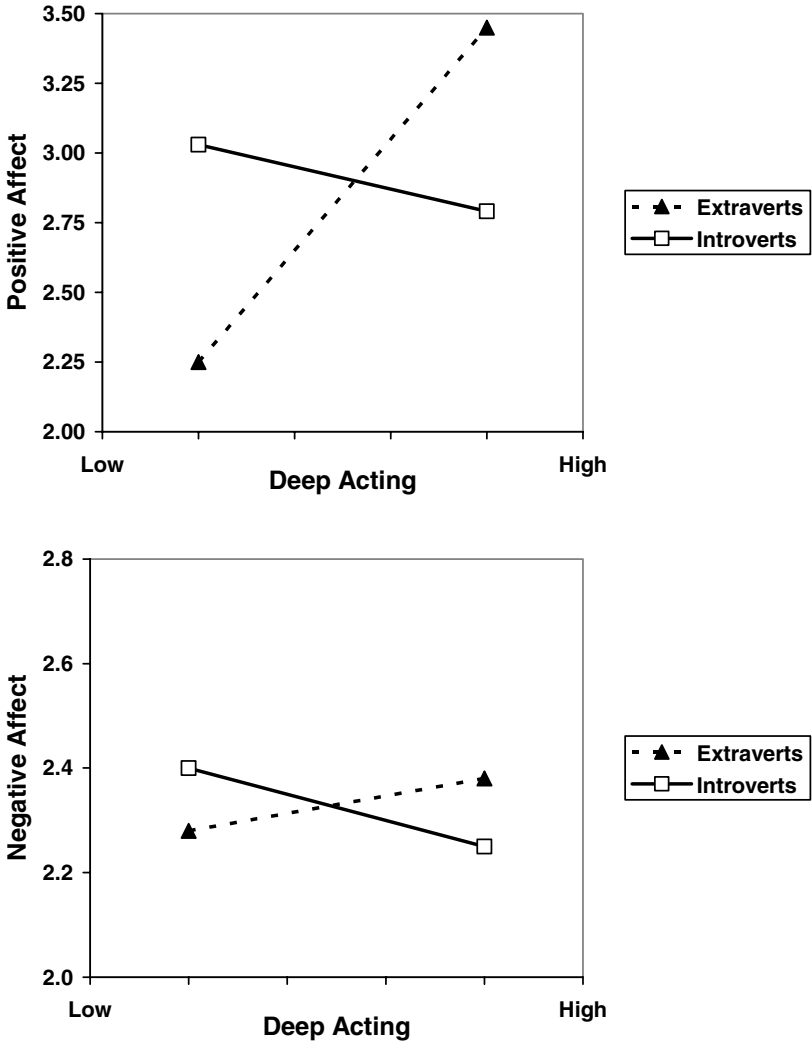 3.50
3.25
3.00
2.75
2.50
2.25
2.00
Positive Affect
Low
High
Deep Acting
Extraverts
Introverts
2.8
2.6
2.4
2.2
2.0
Negative Affect
Low
High
Deep Acting
Extraverts
Introverts